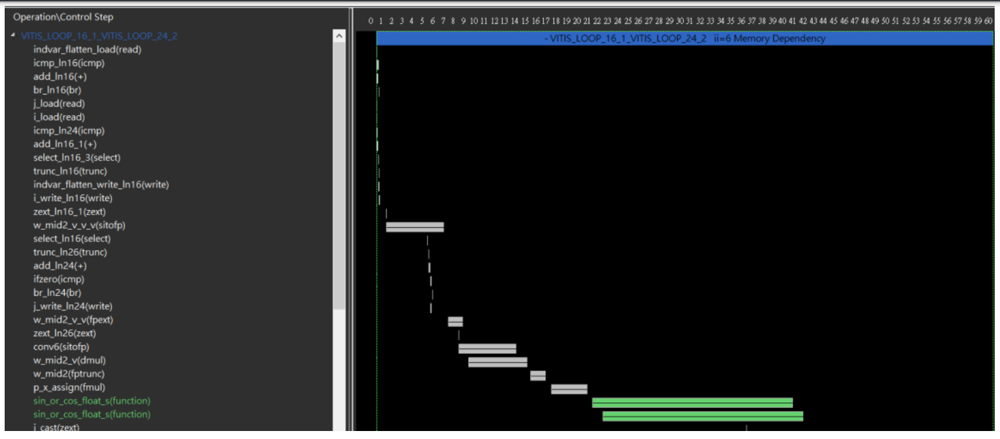 Operation\Control Step
0 1 2 3 4 5 6 7 8 9 10 11 12 13 14 15 16 17 18 19 20 21 22 23 24 25 26 27 28 29 30 31 32 33 34 35 36 37 38 39 40 41 42 43 44 45 46 47 48 49 50 51 52 53 54 55 56 57 58 59 60
VITIS_LOOP_16_1_VITIS_LOOP_24_2
- VITIS_LOOP_16_1_VITIS_LOOP_24_2 ii=6 Memory Dependency
indvar_flatten_load(read)
icmp_ln16(icmp)
add_ln16(+)
br_ln16(br)
j_load(read)
i_load(read)
icmp_ln24(icmp)
add_ln16_1(+)
select_ln16_3(select)
trunc_ln16(trunc)
indvar_flatten_write_ln16(write)
i_write_ln16(write)
zext_ln16_1(zext)
w_mid2_v_v_v(sitofp)
select_ln16(select)
trunc_ln26(trunc)
add_ln24(+)
ifzero(icmp)
br_ln24(br)
j_write_ln24(write)
w_mid2_v_v(fpext)
zext_ln26(zext)
conv6(sitofp)
w_mid2_v(dmul)
w_mid2(fptrunc)
p_x_assign(fmul)
sin_or_cos_float_s(function)
sin_or_cos_float_s(function)
j_cast(zext)